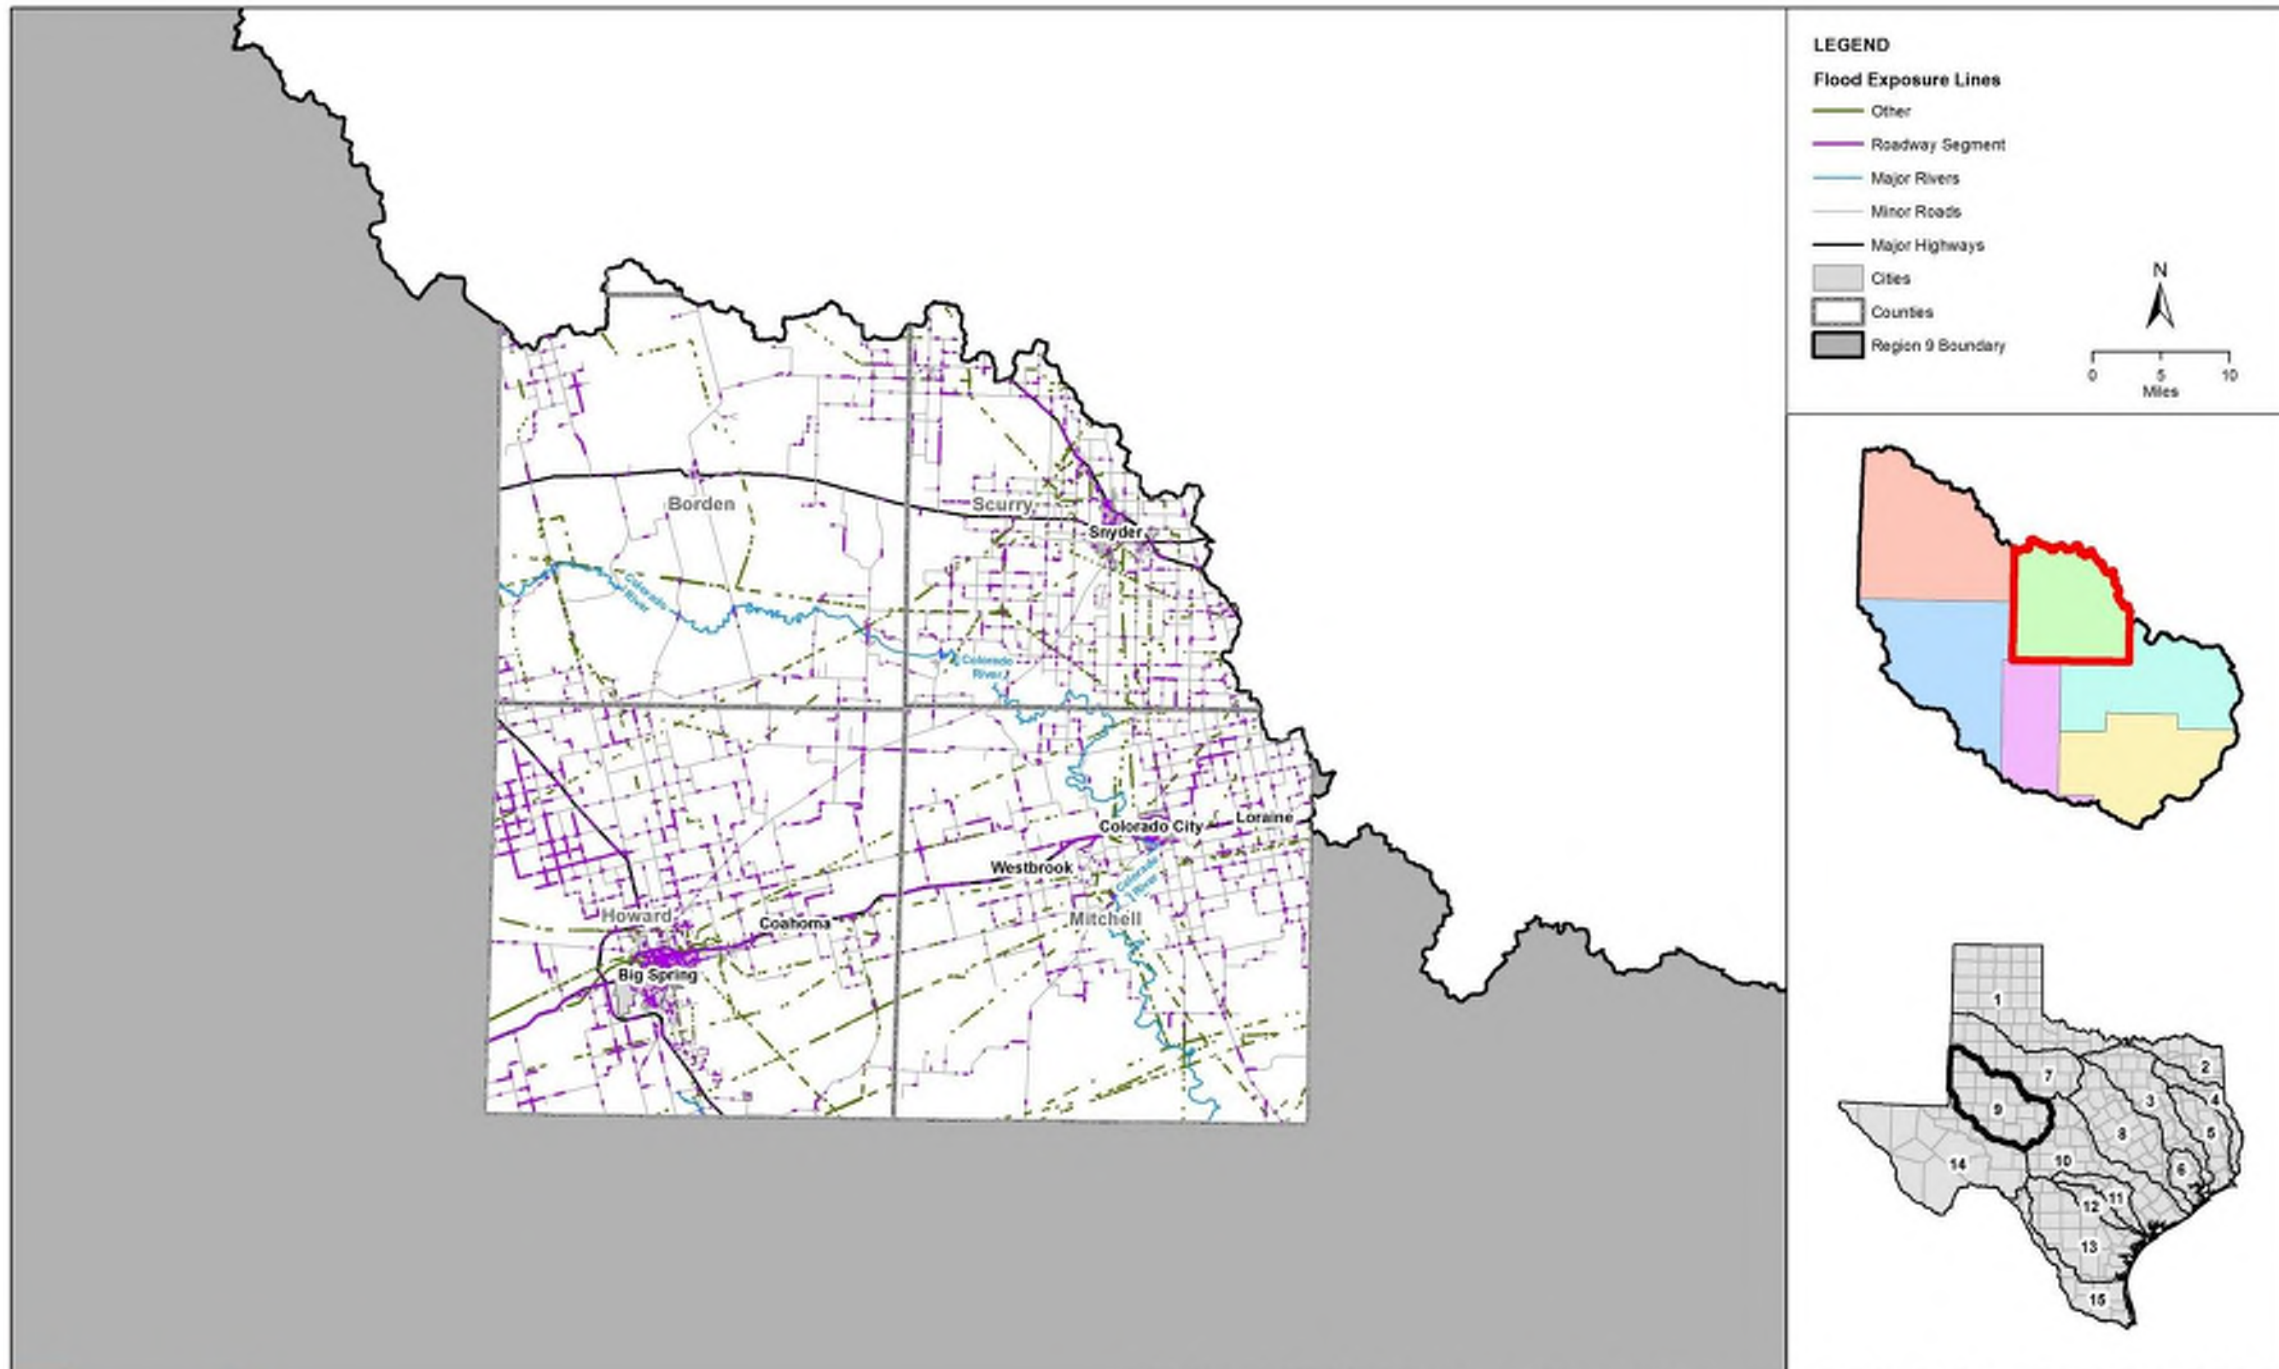 LEGEND
Flood Exposure Lines
Other
Roadway Segment
Major Rivers
Minor Roads
Major Highways
Cities
Counties
Region 9 Boundary
N
0 5 10
Miles
Borden
Scurry
Snyder
Colorado
River
Colorado
River
Colorado City
Loraine
Westbrook
Colorado
River
Mitchell
Howard
Coahoma
Big Spring
1
2
7
3
4
9
8
5
14
10
6
11
12
13
15